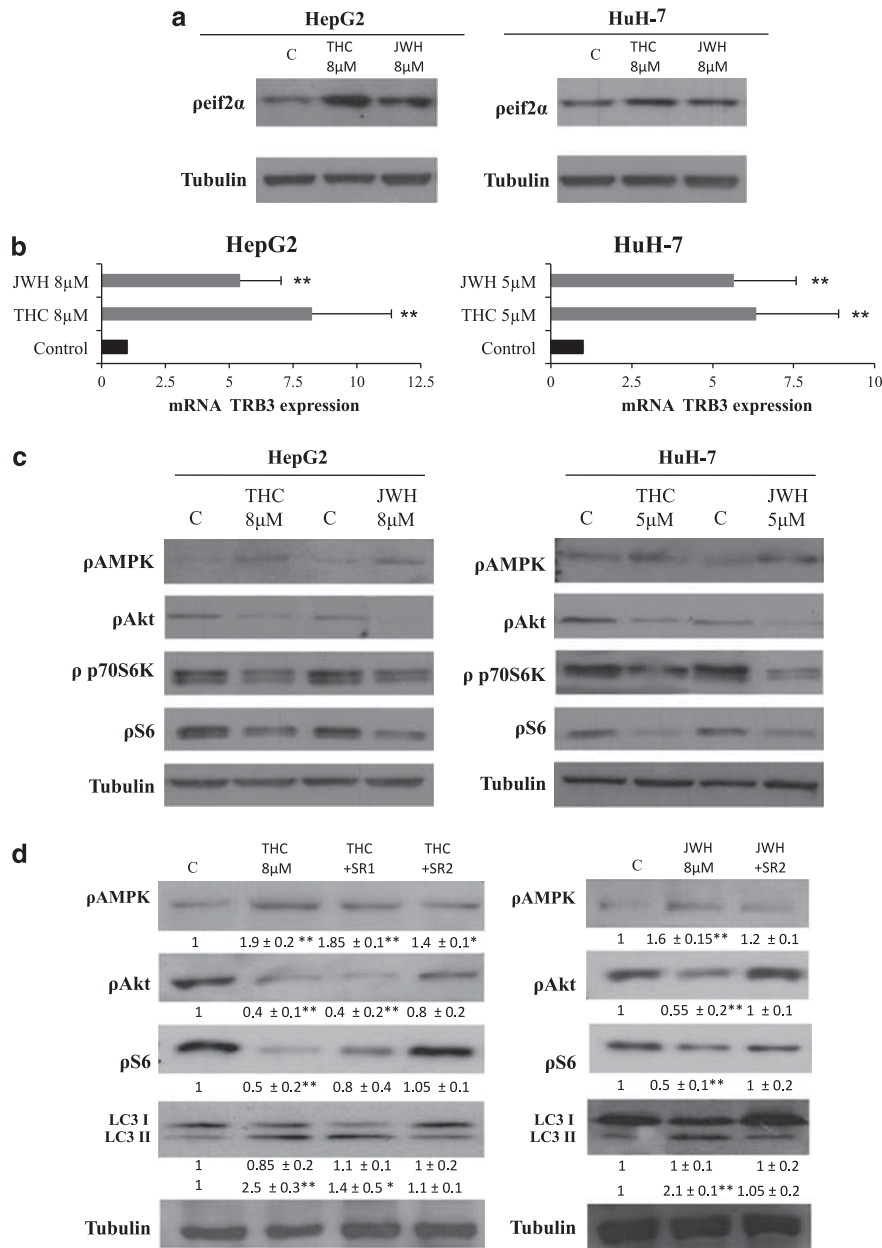 a
HepG2
HuH-7
C THC 8μM JWH 8μM
C THC 8μM JWH 8μM
ρeif2α
ρeif2α
Tubulin
Tubulin
b
HepG2
HuH-7
JWH 8μM **
THC 8μM **
Control
0 2.5 5 7.5 10 12.5
mRNA TRB3 expression
JWH 5μM **
THC 5μM **
Control
0 2.5 5 7.5 10
mRNA TRB3 expression
c
HepG2
HuH-7
C THC 8μM C JWH 8μM
C THC 5μM C JWH 5μM
ρAMPK
ρAkt
ρ p70S6K
ρS6
Tubulin
ρAMPK
ρAkt
ρ p70S6K
ρS6
Tubulin
d
C THC 8μM THC +SR1 THC +SR2
ρAMPK
1 1.9 ± 0.2 ** 1.85 ± 0.1 ** 1.4 ± 0.1 *
ρAkt
1 0.4 ± 0.1 ** 0.4 ± 0.2 ** 0.8 ± 0.2
ρS6
1 0.5 ± 0.2 ** 0.8 ± 0.4 1.05 ± 0.1
LC3 I
LC3 II
1 0.85 ± 0.2 1.1 ± 0.1 1 ± 0.2
1 2.5 ± 0.3 ** 1.4 ± 0.5 * 1.1 ± 0.1
Tubulin
C JWH 8μM JWH +SR2
ρAMPK
1 1.6 ± 0.15 ** 1.2 ± 0.1
ρAkt
1 0.55 ± 0.2 ** 1 ± 0.1
ρS6
1 0.5 ± 0.1 ** 1 ± 0.2
LC3 I
LC3 II
1 1 ± 0.1 1 ± 0.2
1 2.1 ± 0.1 ** 1.05 ± 0.2
Tubulin